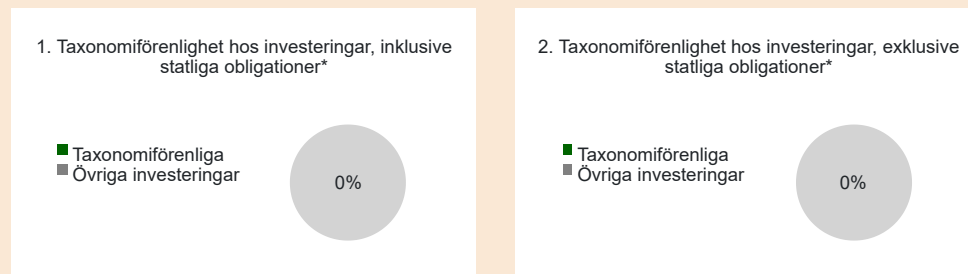 1. Taxonomiförenlighet hos investeringar, inklusive
statliga obligationer*
Taxonomiförenliga
Övriga investeringar
0%
2. Taxonomiförenlighet hos investeringar, exklusive
statliga obligationer*
Taxonomiförenliga
Övriga investeringar
0%